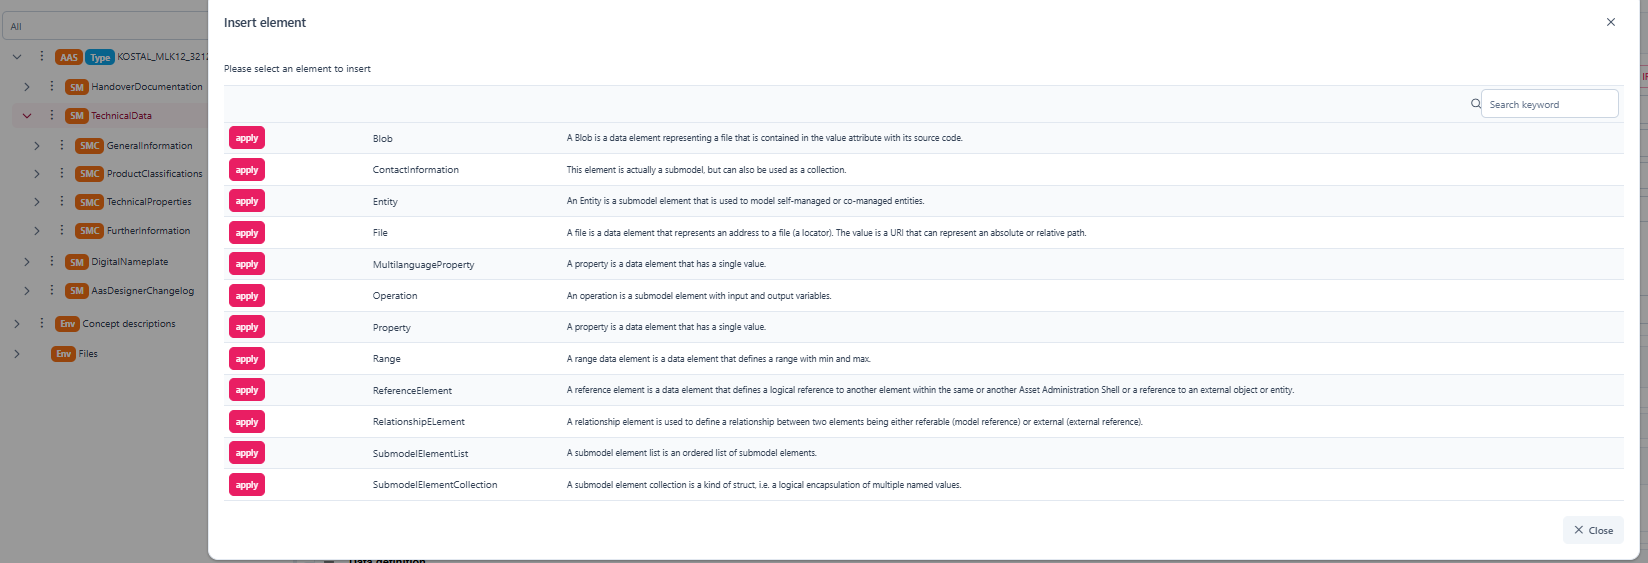 All
AAS Type KOSTAL_MLK12_3212
SM HandoverDocumentation
SM TechnicalData
SMC GeneralInformation
SMC ProductClassifications
SMC TechnicalProperties
SMC FurtherInformation
SM DigitalNameplate
SM AasDesignerChangelog
Env Concept descriptions
Env Files
Insert element
Please select an element to insert
Search keyword
apply Blob A Blob is a data element representing a file that is contained in the value attribute with its source code.
apply ContactInformation This element is actually a submodel, but can also be used as a collection.
apply Entity An Entity is a submodel element that is used to model self-managed or co-managed entities.
apply File A file is a data element that represents an address to a file (a locator). The value is a URI that can represent an absolute or relative path.
apply MultilanguageProperty A property is a data element that has a single value.
apply Operation An operation is a submodel element with input and output variables.
apply Property A property is a data element that has a single value.
apply Range A range data element is a data element that defines a range with min and max.
apply ReferenceElement A reference element is a data element that defines a logical reference to another element within the same or another Asset Administration Shell or a reference to an external object or entity.
apply RelationshipELement A relationship element is used to define a relationship between two elements being either referable (model reference) or external (external reference).
apply SubmodelElementList A submodel element list is an ordered list of submodel elements.
apply SubmodelElementCollection A submodel element collection is a kind of struct, i.e. a logical encapsulation of multiple named values.
Close
Data definition